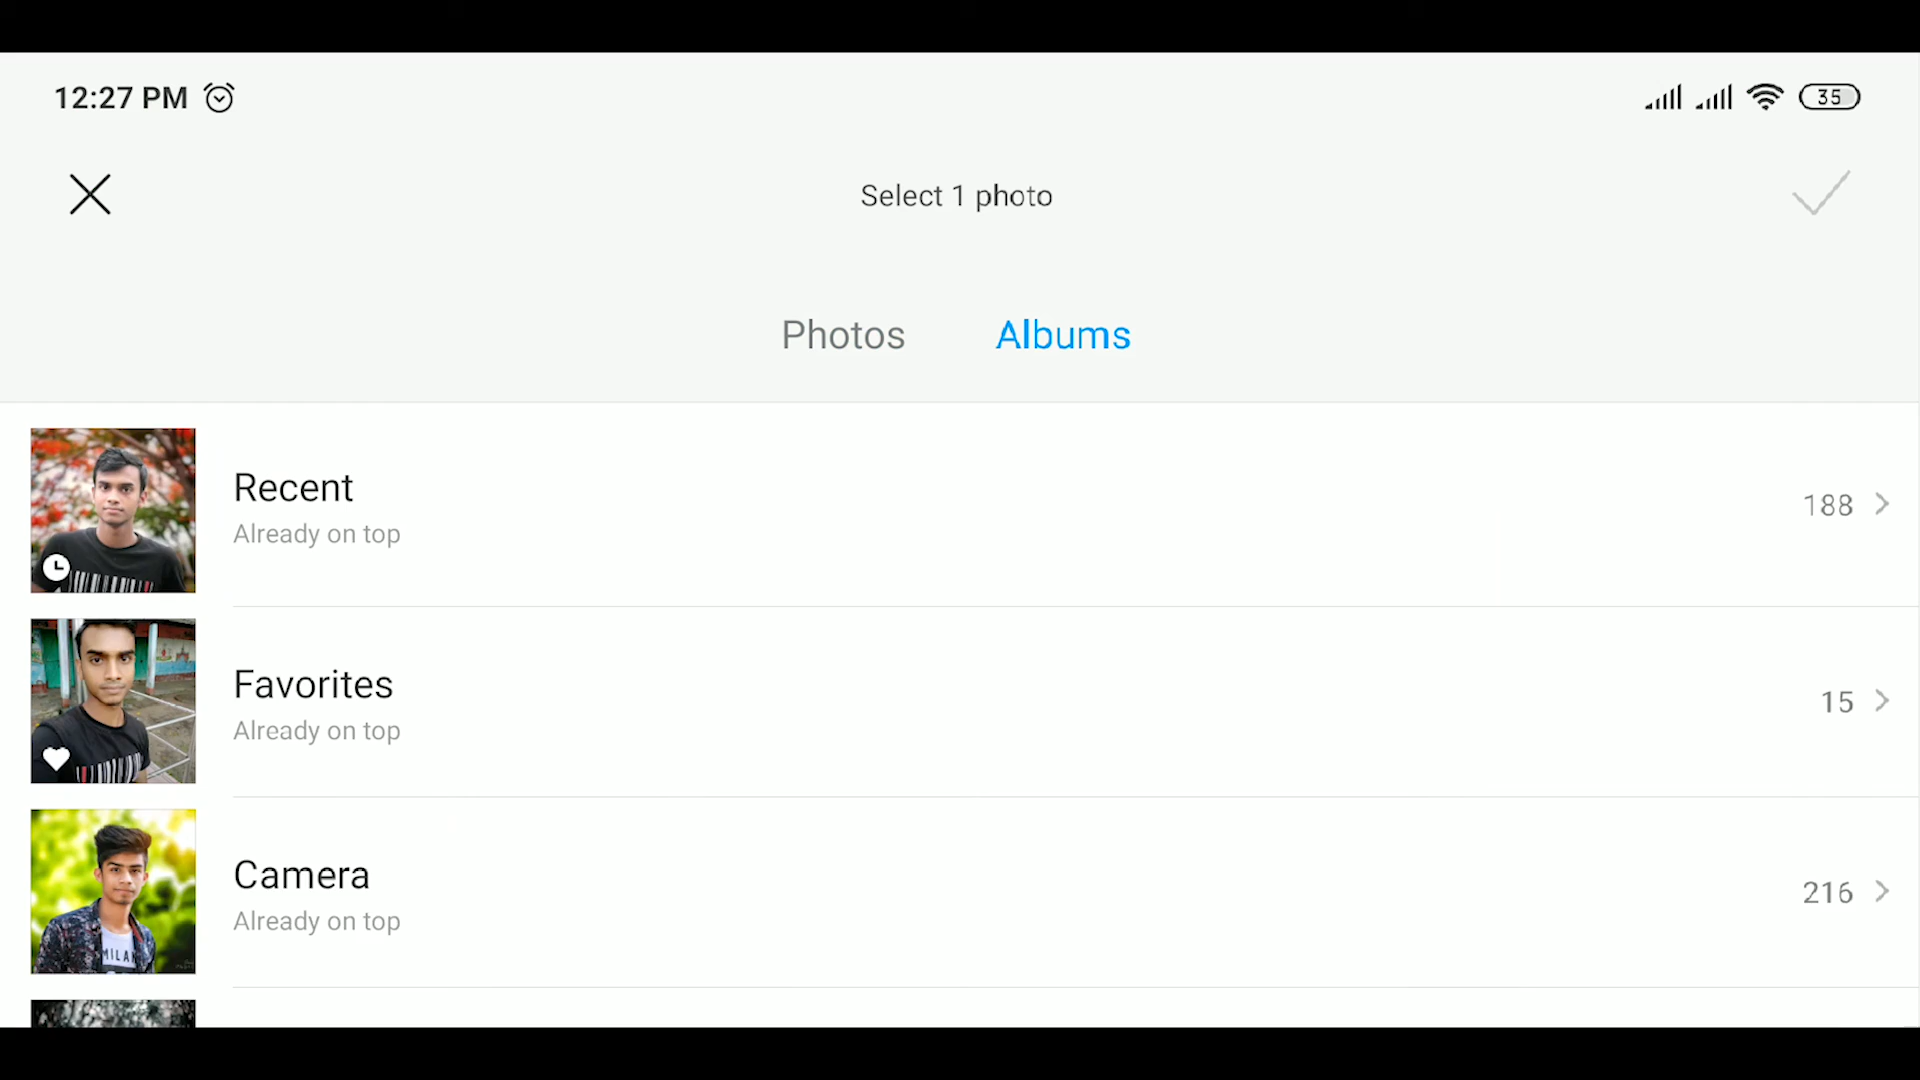 12:27 PM
35
Select 1 photo
Photos Albums
Recent
Already on top
188
Favorites
Already on top
15
Camera
Already on top
216
MILAN